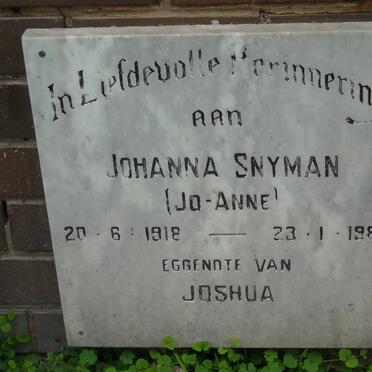 In Liefdevolle Herinnerin
AAN
JOHANNA SNYMAN
(JO-ANNE)
20 · 6 · 1918 — 23 · 1 · 198
EGGENOTE VAN
JOSHUA